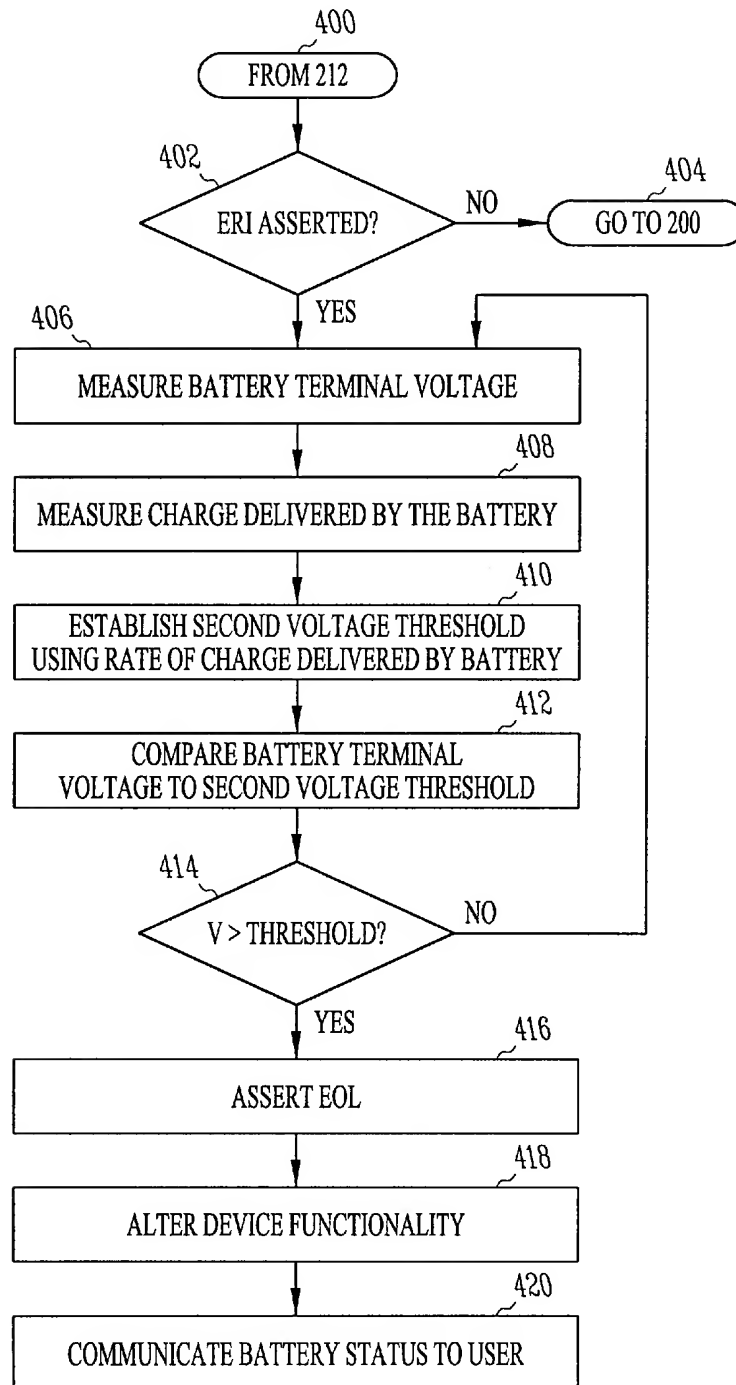 400
FROM 212
402
ERI ASSERTED?
NO
404
GO TO 200
YES
406
MEASURE BATTERY TERMINAL VOLTAGE
408
MEASURE CHARGE DELIVERED BY THE BATTERY
410
ESTABLISH SECOND VOLTAGE THRESHOLD
USING RATE OF CHARGE DELIVERED BY BATTERY
412
COMPARE BATTERY TERMINAL
VOLTAGE TO SECOND VOLTAGE THRESHOLD
414
V > THRESHOLD?
NO
YES
416
ASSERT EOL
418
ALTER DEVICE FUNCTIONALITY
420
COMMUNICATE BATTERY STATUS TO USER